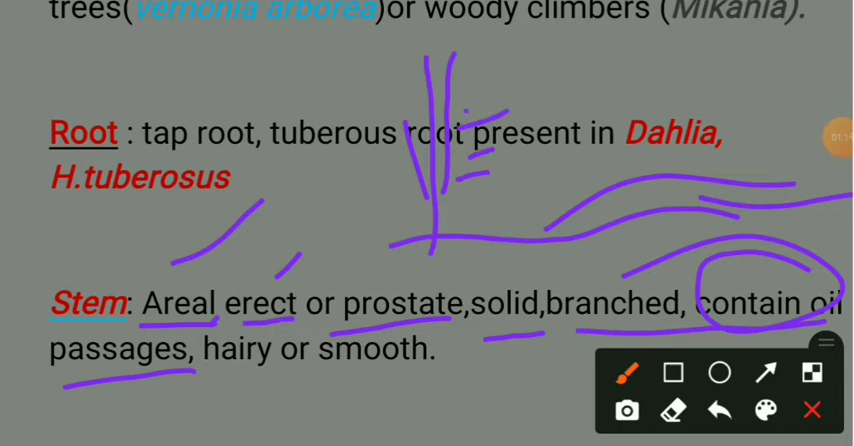 trees(vernonia arborea)or woody climbers (Mikania).
Root : tap root, tuberous root present in Dahlia,
H.tuberosus
Stem: Areal erect or prostate,solid,branched, contain oil
passages, hairy or smooth.